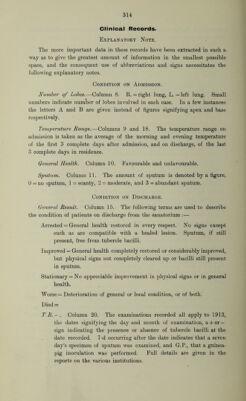 314
Clinical Records.
Explanatory Note.
The more important data in these records have been extracted in such a
way as to give the greatest amount of information in the smallest possible
space, and the consequent use of abbreviations and signs necessitates the
following explanatory notes.
Condition on Admission.
Number of Lobes.—Columns 6. R.=right lung, L.=left lung. Small
numbers indicate number of lobes involved in each case. In a few instances
the letters A and B are given instead of figures signifying apex and base
respectively.
Temperature Range.—Columns 9 and 18. The temperature range on
admission is taken as the average of the morning and evening temperature
of the first 3 complete days after admission, and on discharge, of the last
3 complete days in residence.
General Health. Column 10. Favourable and unfavourable.
Sputum. Column 11. The amount of sputum is denoted by a figure,
0=no sputum, 1=scanty, 2=moderate, and 3=abundant sputum.
Condition on Discharge.
General Result. Column 15. The following terms are used to describe
the condition of patients on discharge from the sanatorium :—
Arrested=General health restored in every respect. No signs except
such as are compatible with a healed lesion. Sputum, if still
present, free from tubercle bacilli.
Improved=General health completely restored or considerably improved,
but physical signs not completely cleared up or bacilli still present
in sputum.
Stationary=No appreciable improvement in physical signs or in general
health.
Worse=Deterioration of general or local condition, or of both.
Died=
T.B.-. Column 20. The examinations recorded all apply to 1913,
the dates signifying the day and month of examination, a + or -
sign indicating the presence or absence of tubercle bacilli at the
date recorded. 7-d occurring after the date indicates that a seven
day's specimen of sputum was examined, and G.P., that a guinea-
pig inoculation was performed. Full details are given in the
reports on the various institutions.